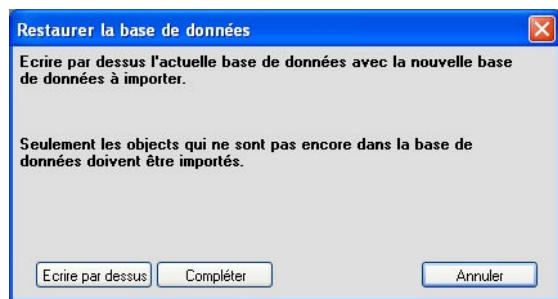 Restaurer la base de données
Ecrire par dessus l'actuelle base de données avec la nouvelle base
de données à importer.
Seulement les objects qui ne sont pas encore dans la base de
données doivent être importés.
Ecrire par dessus
Compléter
Annuler